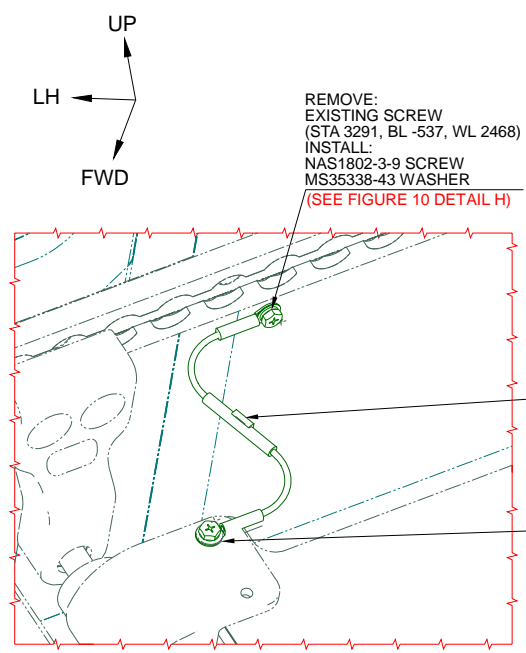 UP
LH
FWD
REMOVE:
EXISTING SCREW
(STA 3291, BL -537, WL 2468)
INSTALL:
NAS1802-3-9 SCREW
MS35338-43 WASHER
(SEE FIGURE 10 DETAIL H)